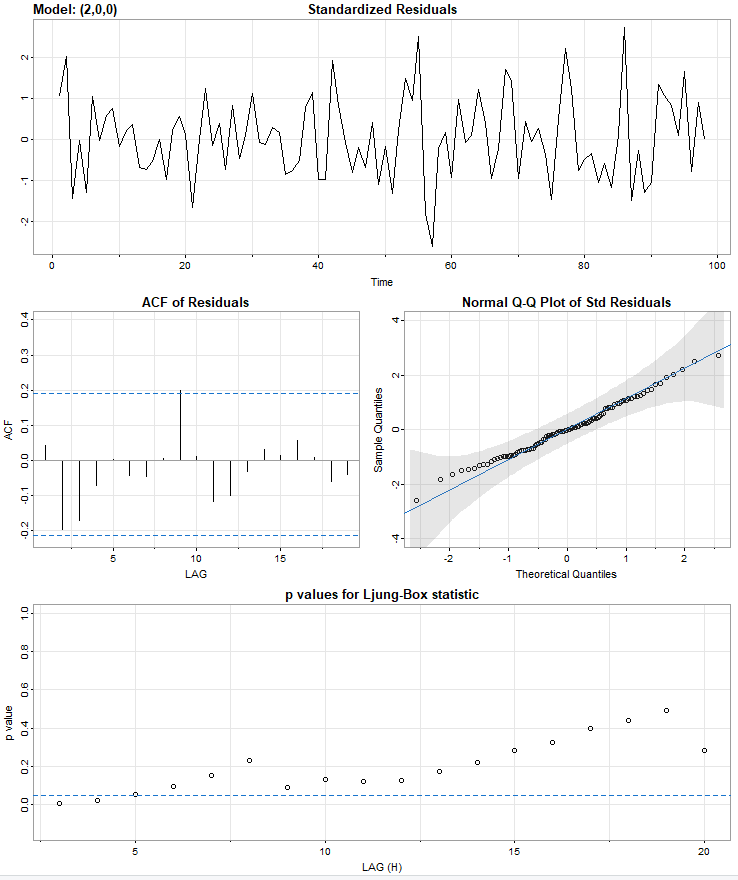 Model: (2,0,0) Standardized Residuals
2
1
0
-1
-2
0 20 40 60 80 100
Time
ACF of Residuals
0.4
0.3
0.2
0.1
0.0
-0.1
-0.2
ACF
5 10 15
LAG
Normal Q-Q Plot of Std Residuals
4
2
0
-2
-4
Sample Quantiles
-2 -1 0 1 2
Theoretical Quantiles
p values for Ljung-Box statistic
1.0
0.8
0.6
0.4
0.2
0.0
p value
5 10 15 20
LAG (H)